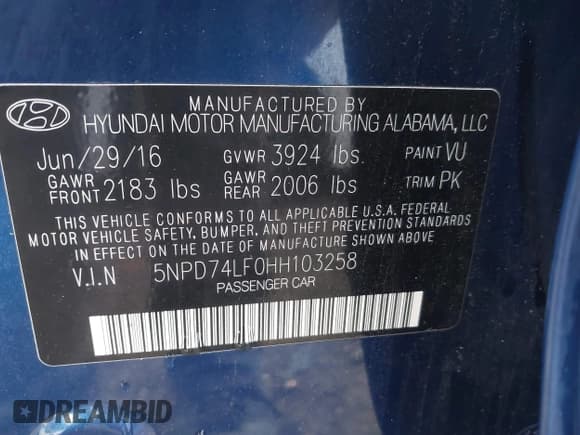 MANUFACTURED BY
HYUNDAI MOTOR MANUFACTURING ALABAMA, LLC
Jun/29/16 GVWR 3924 lbs. PAINT VU
GAWR FRONT 2183 lbs GAWR REAR 2006 lbs TRIM PK
THIS VEHICLE CONFORMS TO ALL APPLICABLE U.S.A. FEDERAL
MOTOR VEHICLE SAFETY, BUMPER, AND THEFT PREVENTION STANDARDS
IN EFFECT ON THE DATE OF MANUFACTURE SHOWN ABOVE
V.I.N 5NPD74LF0HH103258
PASSENGER CAR
DREAMBID